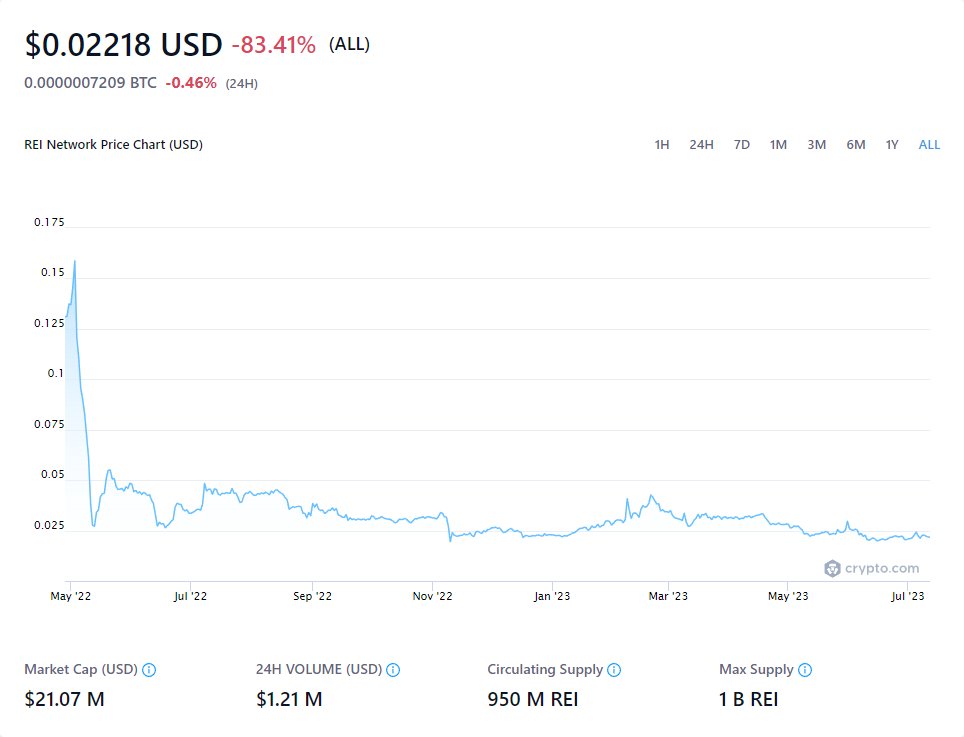 $0.02218 USD -83.41% (ALL)
0.0000007209 BTC -0.46% (24H)
REI Network Price Chart (USD) 1H 24H 7D 1M 3M 6M 1Y ALL
0.175
0.15
0.125
0.1
0.075
0.05
0.025
crypto.com
May '22 Jul '22 Sep '22 Nov '22 Jan '23 Mar '23 May '23 Jul '23
Market Cap (USD) 24H VOLUME (USD) Circulating Supply Max Supply
$21.07 M $1.21 M 950 M REI 1 B REI